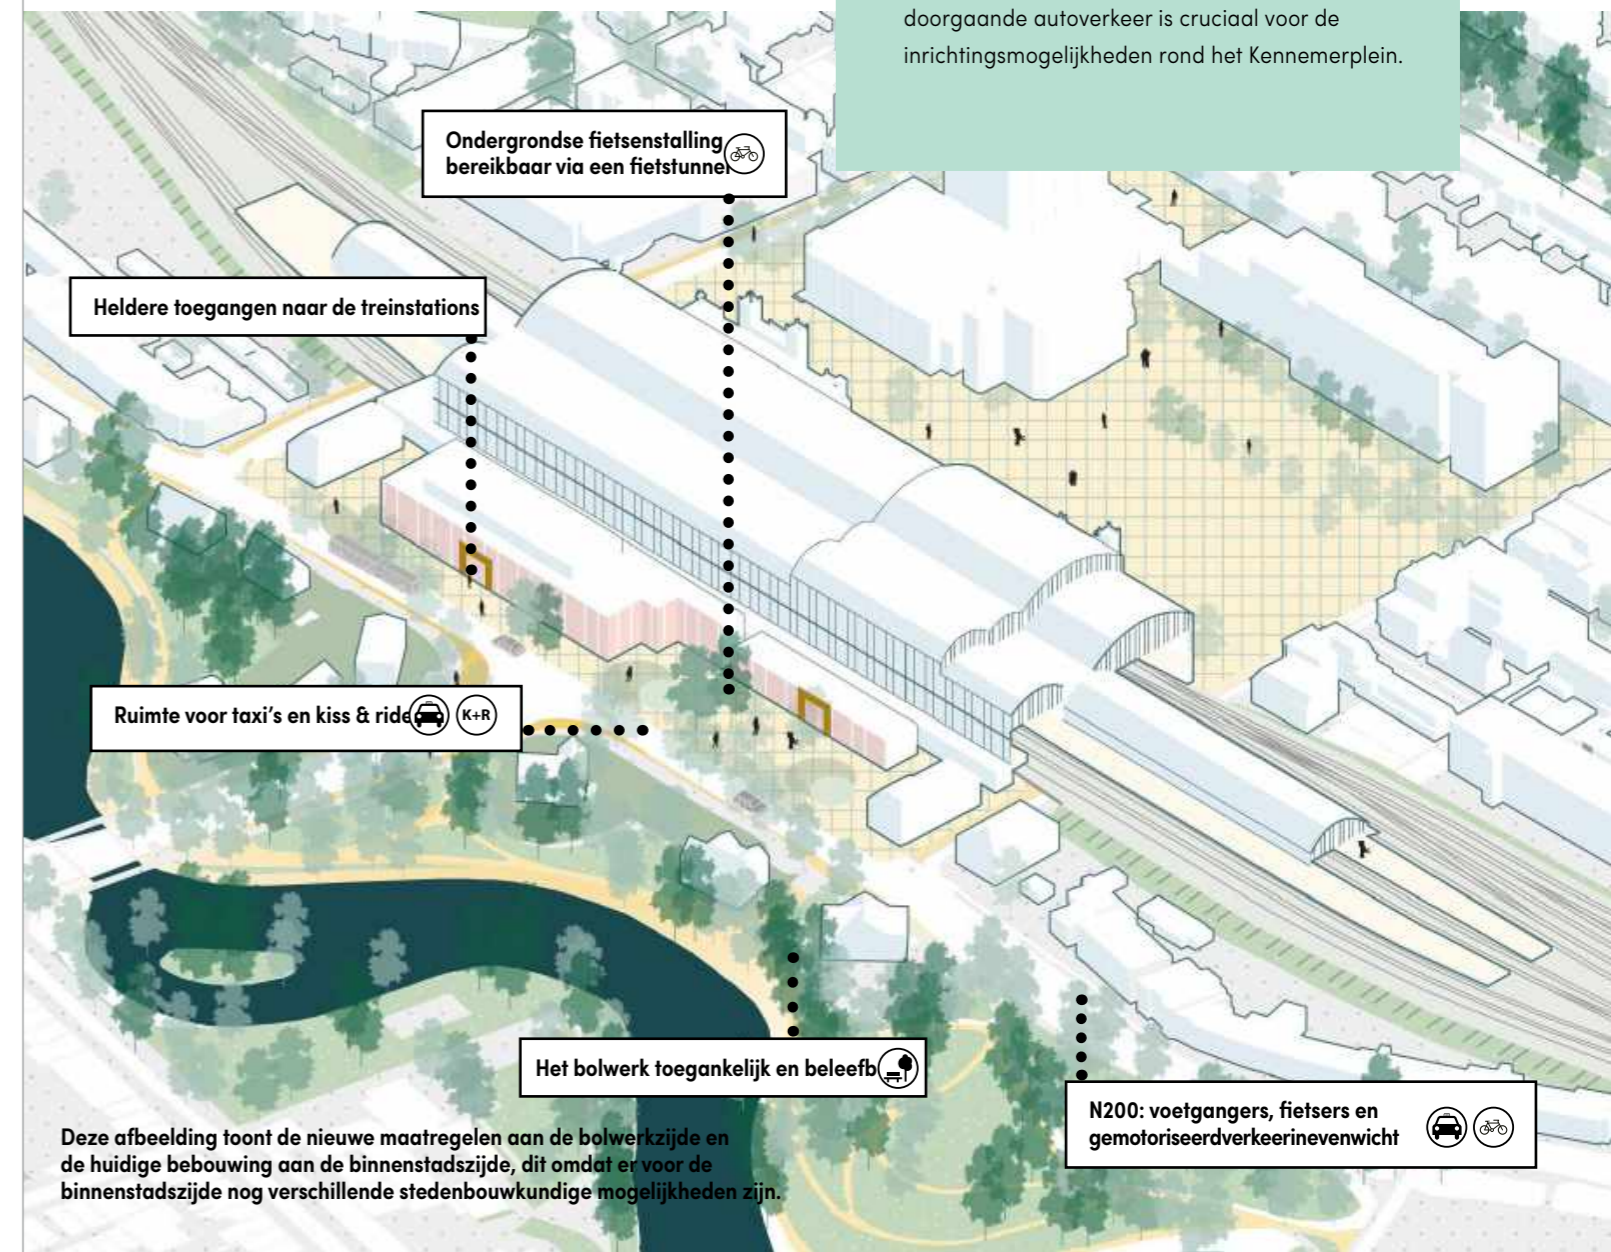 doorgaande autoverkeer is cruciaal voor de
inrichtingsmogelijkheden rond het Kennemerplein.
Ondergrondse fietsenstalling
bereikbaar via een fietstunnel
Heldere toegangen naar de treinstations
Ruimte voor taxi's en kiss & ride
K+R
Het bolwerk toegankelijk en beleefb
N200: voetgangers, fietsers en
gemotoriseerdverkeerinevenwicht
Deze afbeelding toont de nieuwe maatregelen aan de bolwerkzijde en
de huidige bebouwing aan de binnenstadszijde, dit omdat er voor de
binnenstadszijde nog verschillende stedenbouwkundige mogelijkheden zijn.